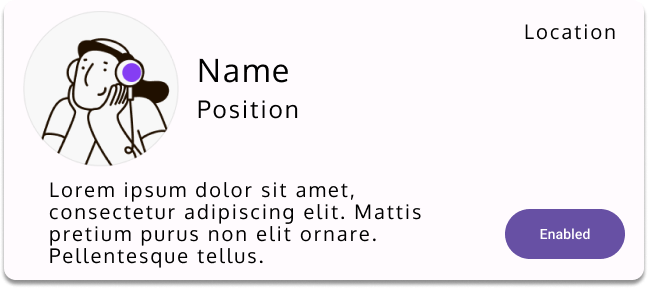 Location
Name
Position
Lorem ipsum dolor sit amet,
consectetur adipiscing elit. Mattis
pretium purus non elit ornare.
Pellentesque tellus.
Enabled